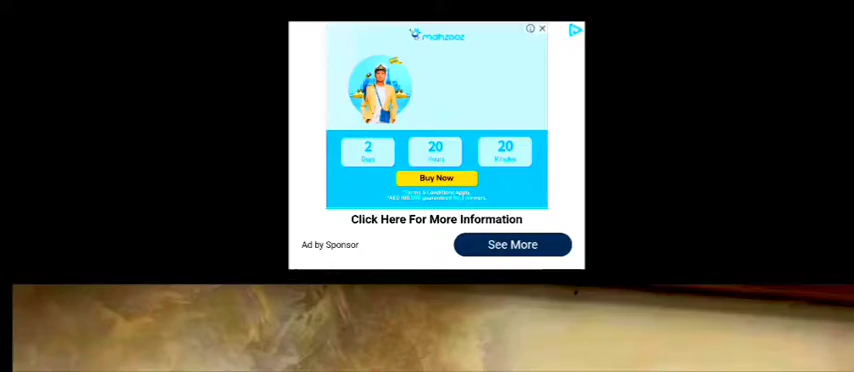 mahzooz
2
20
20
Days
Hours
Minutes
Buy Now
Click Here For More Information
Ad by Sponsor
See More